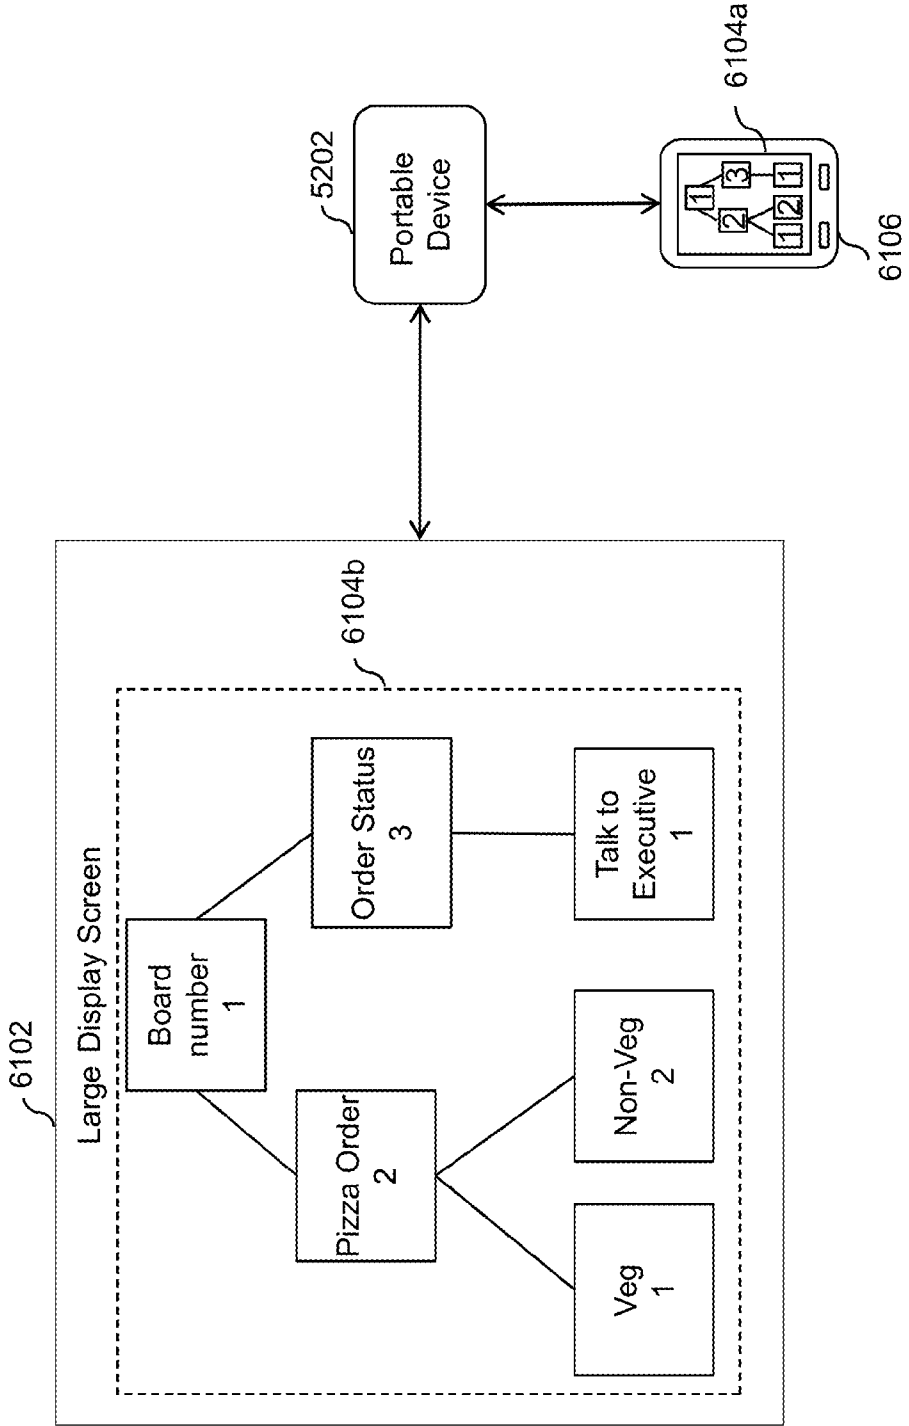 6102
Large Display Screen
Board
number
1
Pizza Order
2
Order Status
3
Veg
1
Non-Veg
2
Talk to
Executive
1
6104b
5202
Portable
Device
1
2
3
1
2
1
6104a
6106